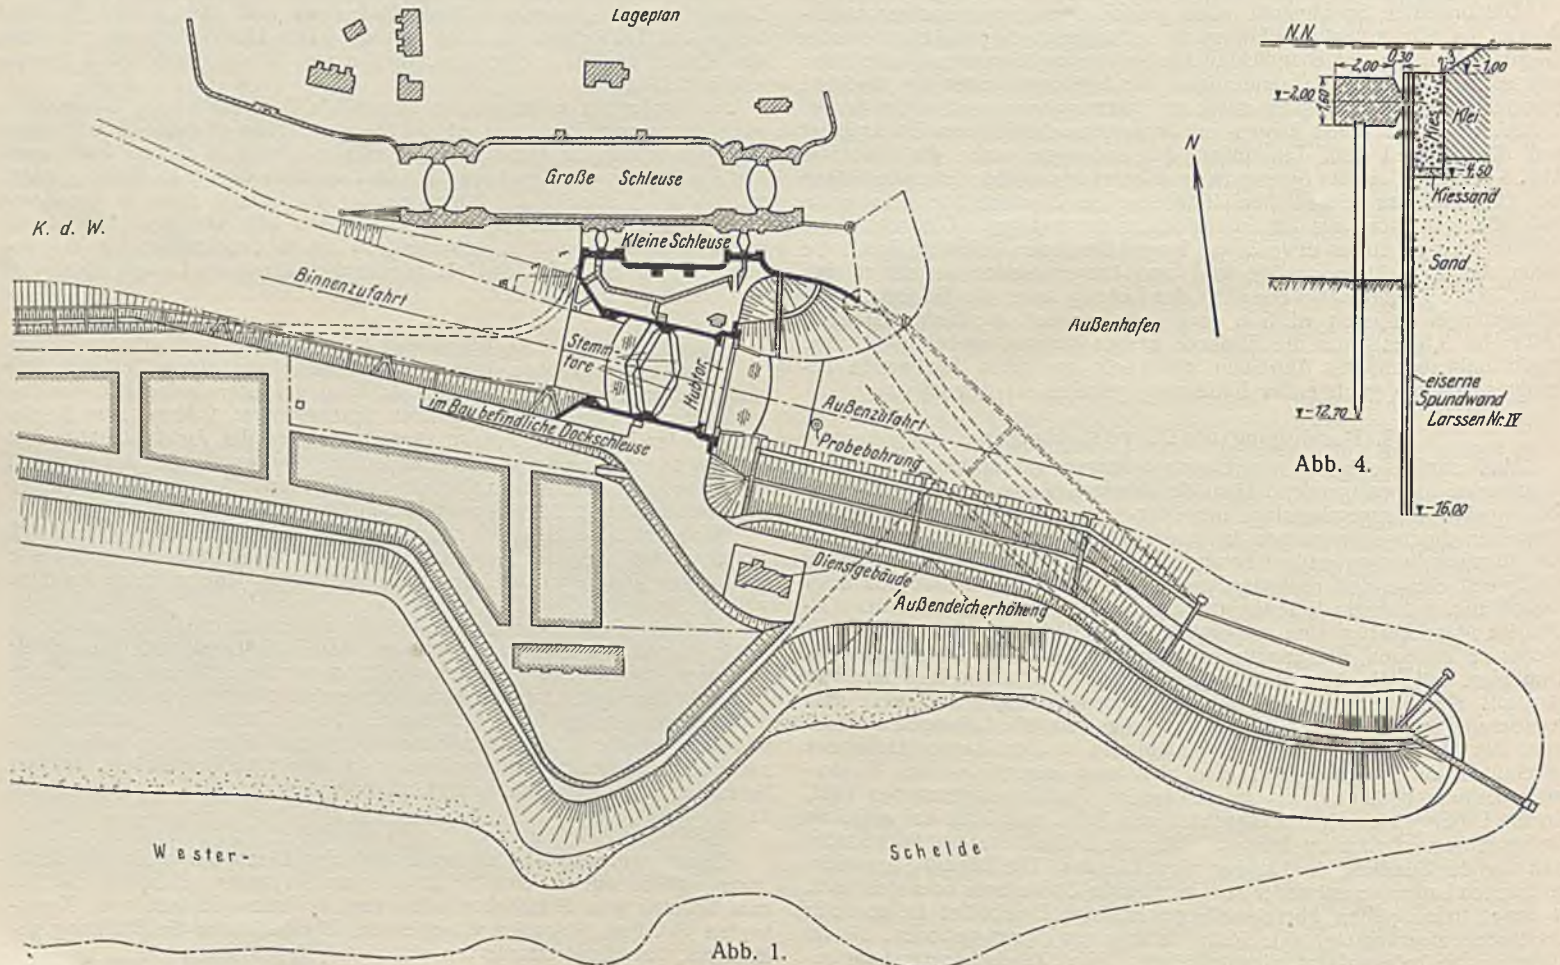 Lageplan
Große Schleuse
K. d. W.
Kleine Schleuse
Binnenzufahrt
N
Außenhafen
Stemm-
tore
Hubtor
im Bau befindliche Dockschleuse
Außenzufahrt
Probebohrung
Dienstgebäude
Außendeicherhöhung
Wester-
Schelde
Abb. 1.
N.N.
0,30
2,00
-1,00
-2,00
1,60
Kies
Klei
-4,50
Kiessand
Sand
eiserne
Spundwand
Larssen Nr. IV
-12,70
Abb. 4.
-16,00